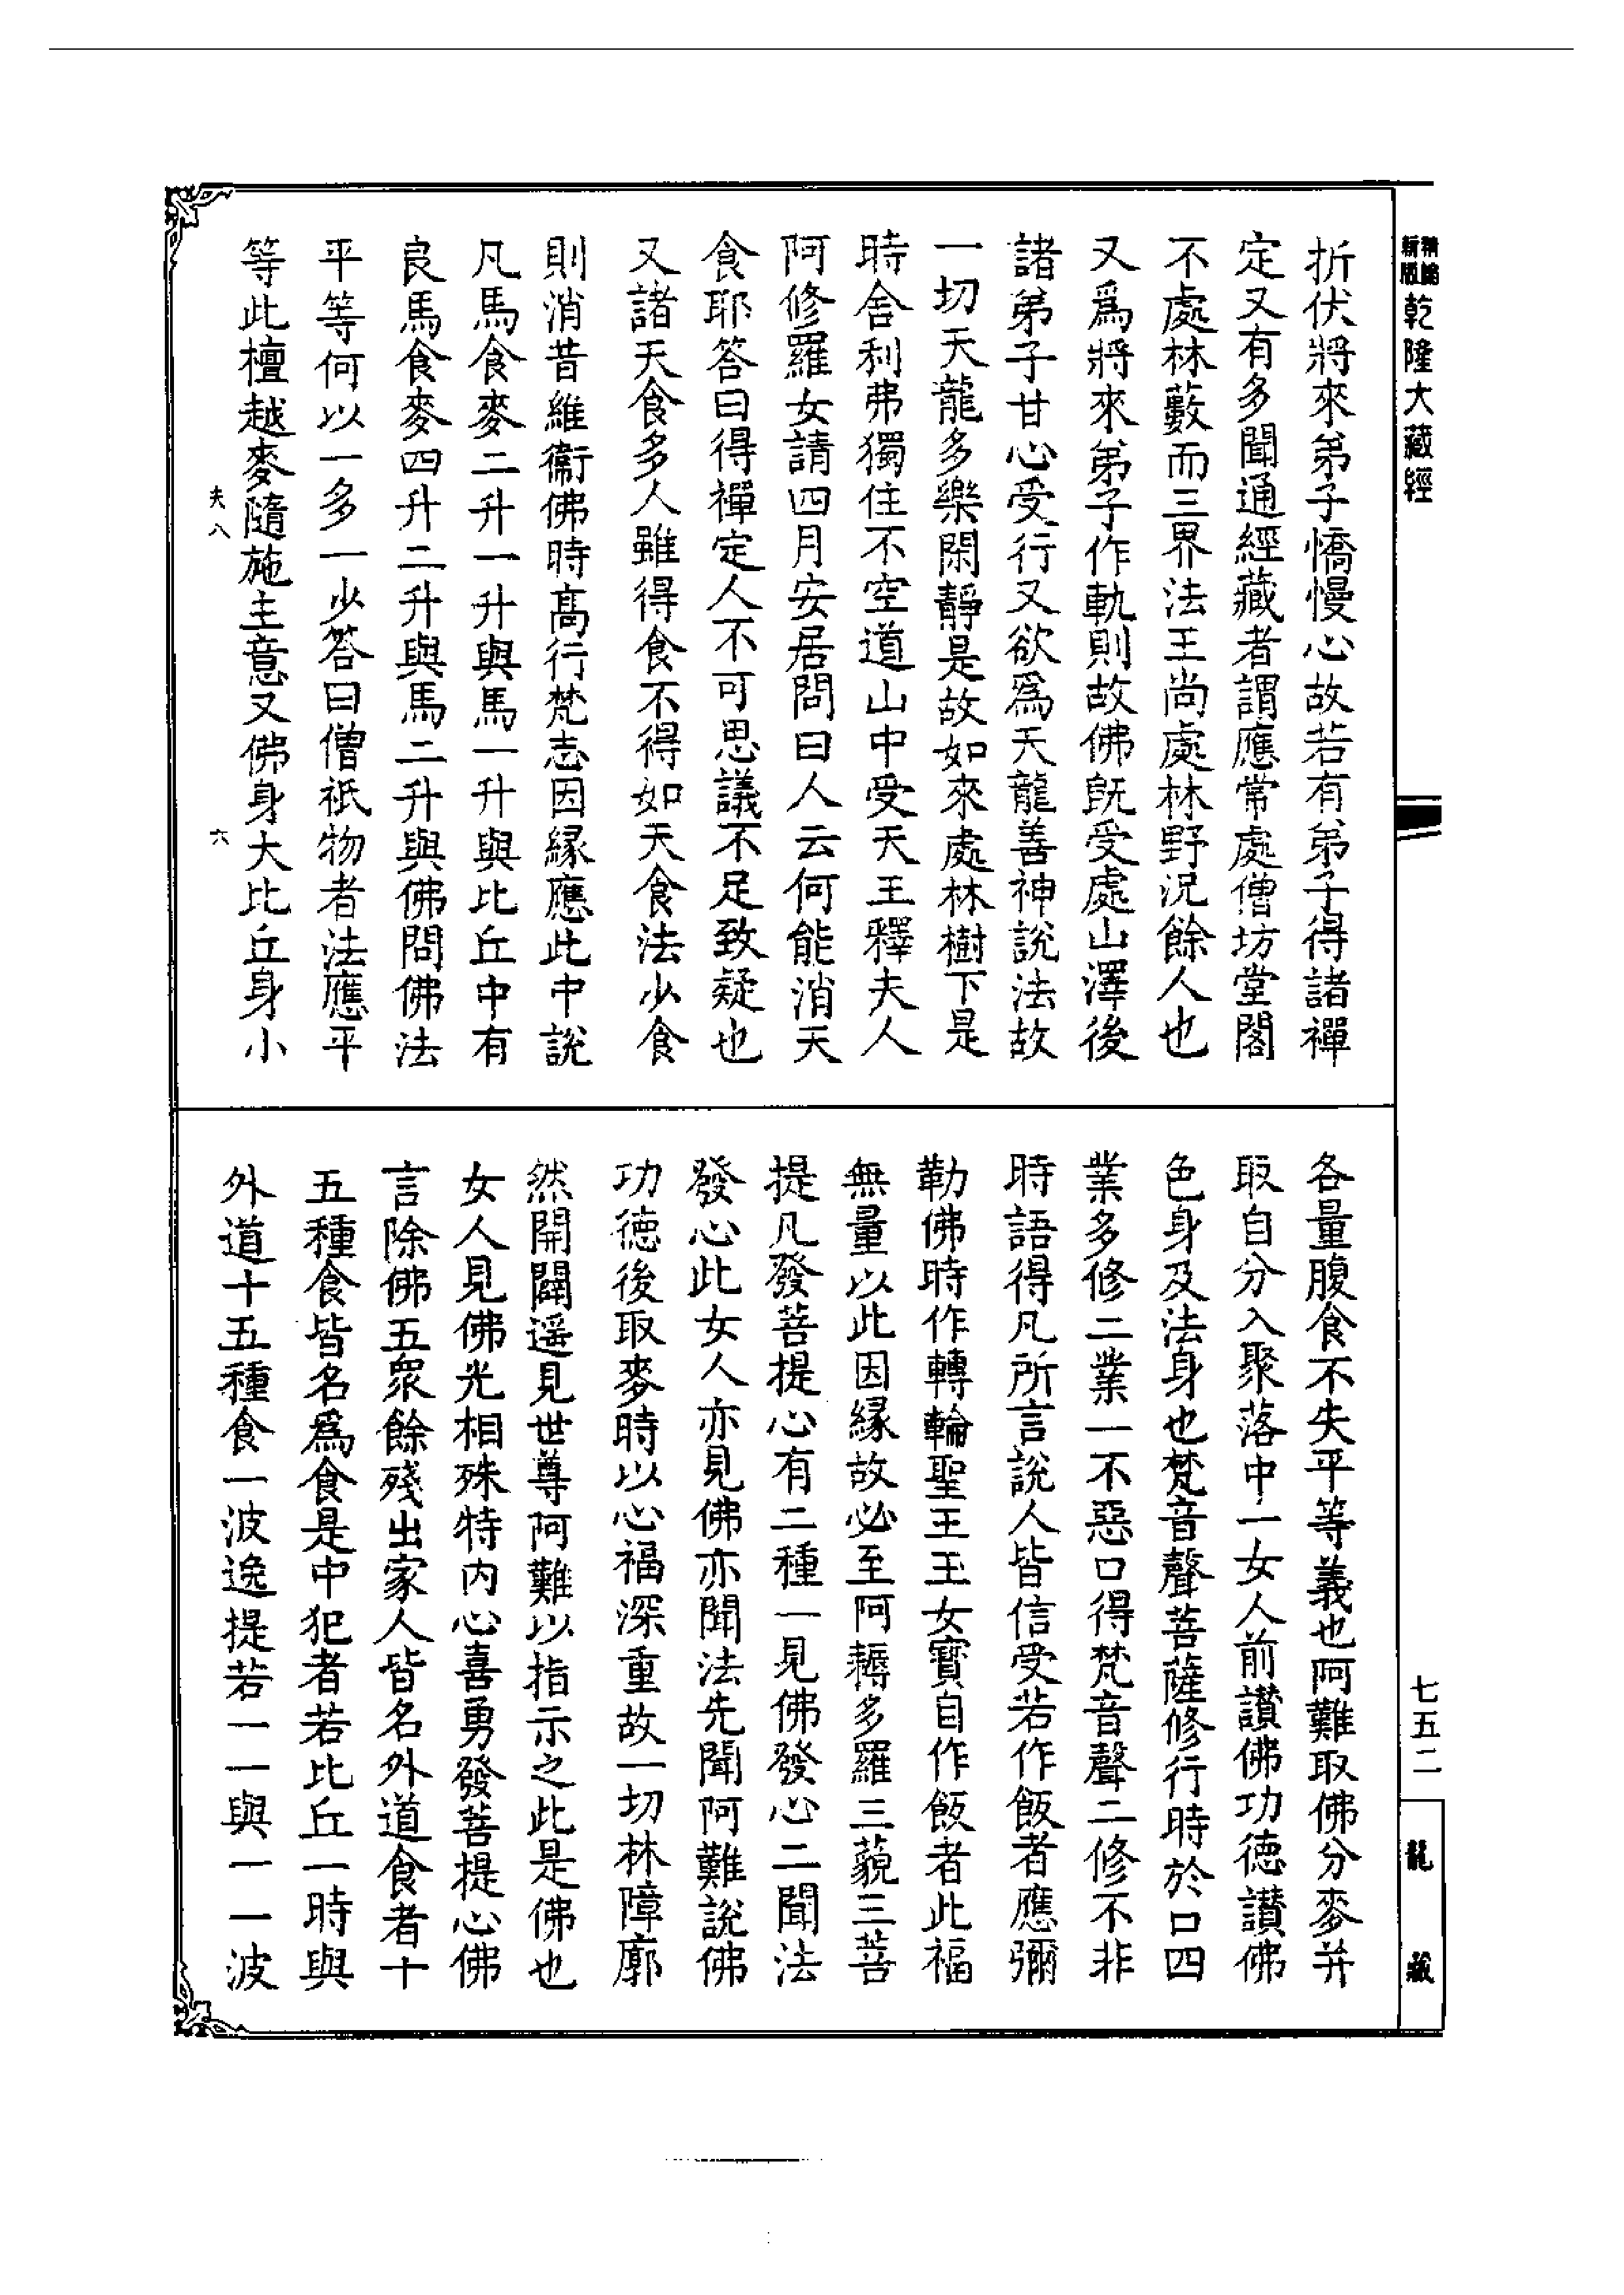 精編新版乾隆大藏經
折伏將來弟子憍慢心故若有弟子得諸禪
定又有多聞通經藏者謂應常處僧坊堂閣
不處林藪而三界法王尚處林野況餘人也
又爲將來弟子作軌則故佛既受處山澤後
諸弟子甘心受行又欲爲天龍善神說法故
一切天龍多樂閑靜是故如來處林樹下是
時舍利弗獨住不空道山中受天王釋夫人
阿修羅女請四月安居問曰人云何能消天
食耶答曰得禪定人不可思議不足致疑也
又諸天食多人雖得食不得如天食法少食
則消昔維衞佛時高行梵志因緣應此中說
凡馬食麥二升一升與馬一升與比丘中有
良馬食麥四升二升與馬二升與佛問佛法
平等何以一多一少答曰僧祇物者法應平
等此檀越麥隨施主意又佛身大比丘身小
夫八 六
各量腹食不失平等義也阿難取佛分麥并
取自分入聚落中一女人前讃佛功德讃佛
色身及法身也梵音聲菩薩修行時於口四
業多修二業一不惡口得梵音聲二修不非
時語得凡所言說人皆信受若作飯者應彌
勒佛時作轉輪聖王王女寶自作飯者此福
無量以此因緣故必至阿耨多羅三藐三菩
提凡發菩提心有二種一見佛發心二聞法
發心此女人亦見佛亦聞法先聞阿難說佛
功德後取麥時以心福深重故一切林障廓
然開闢遥見世尊阿難以指示之此是佛也
女人見佛光相殊特內心喜勇發菩提心佛
言除佛五衆餘殘出家人皆名外道食者十
五種食皆名爲食是中犯者若比丘一時與
外道十五種食一波逸提若一一與一一波
七五二
龍藏